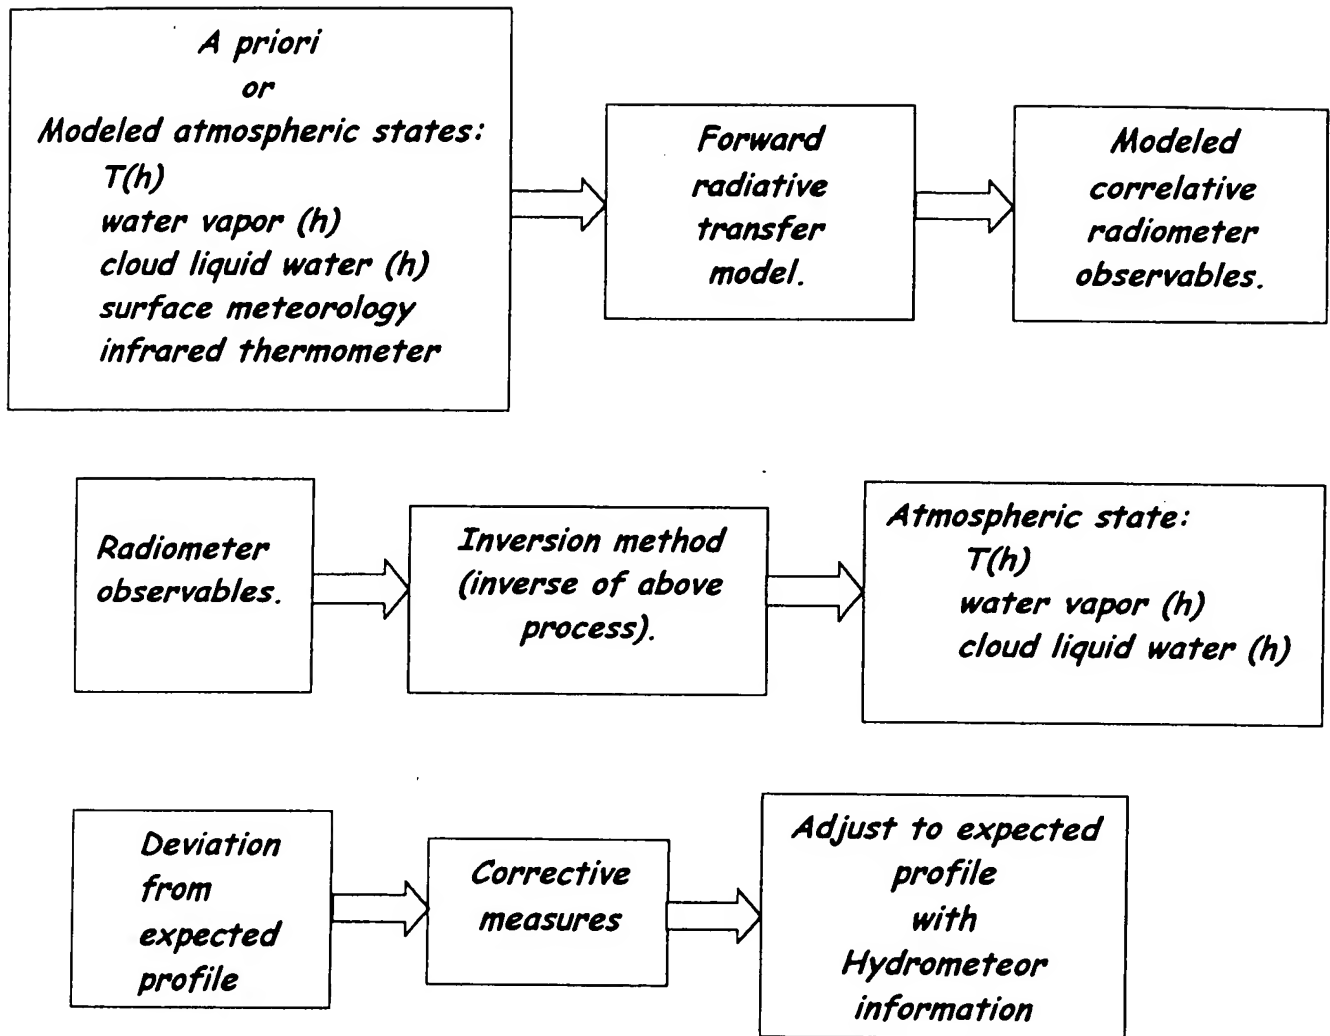 A priori
or
Modeled atmospheric states:
T(h)
water vapor (h)
cloud liquid water (h)
surface meteorology
infrared thermometer
Forward
radiative
transfer
model.
Modeled
correlative
radiometer
observables.
Radiometer
observables.
Inversion method
(inverse of above
process).
Atmospheric state:
T(h)
water vapor (h)
cloud liquid water (h)
Deviation
from
expected
profile
Corrective
measures
Adjust to expected
profile
with
Hydrometeor
information